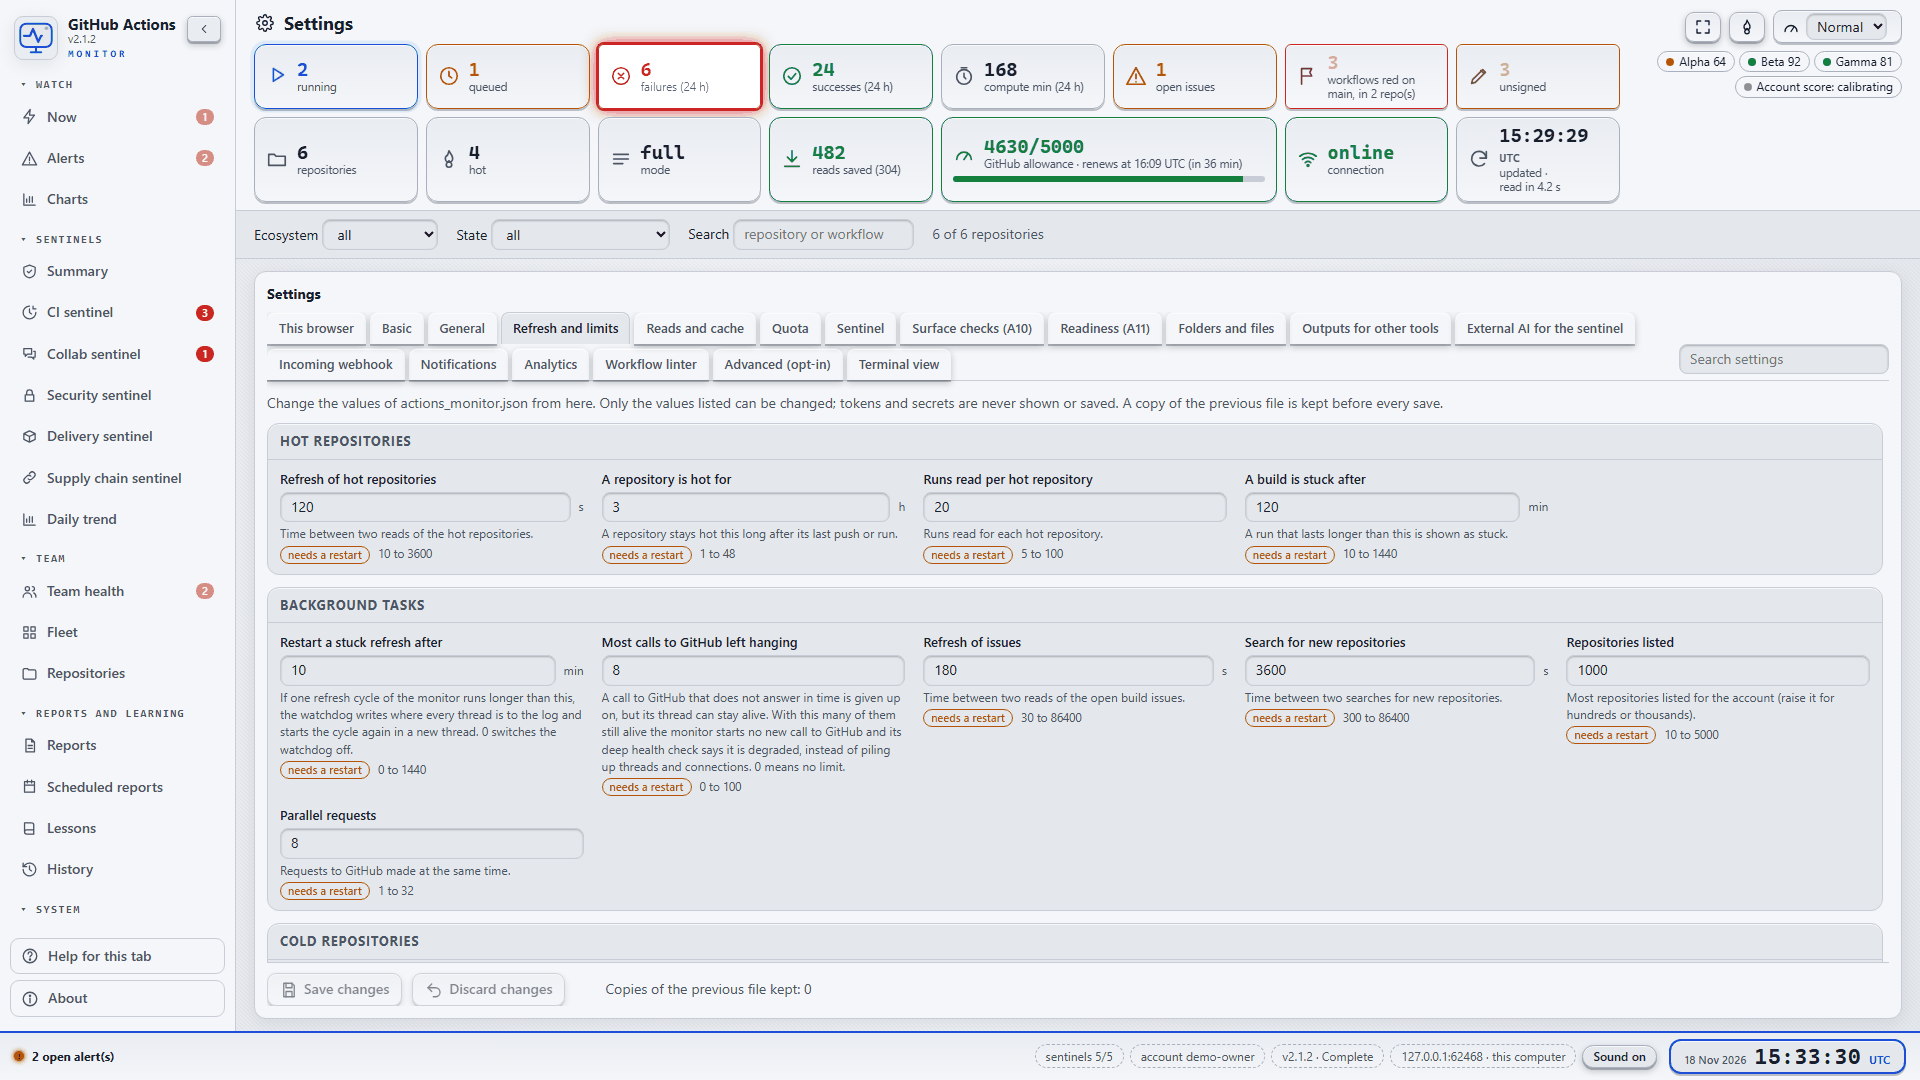 GitHub Actions
v2.1.2
MONITOR
WATCH
Now 1
Alerts 2
Charts
SENTINELS
Summary
CI sentinel 3
Collab sentinel 1
Security sentinel
Delivery sentinel
Supply chain sentinel
Daily trend
TEAM
Team health 2
Fleet
Repositories
REPORTS AND LEARNING
Reports
Scheduled reports
Lessons
History
SYSTEM
Help for this tab
About
Settings
2
running
1
queued
6
failures (24 h)
24
successes (24 h)
168
compute min (24 h)
1
open issues
3
workflows red on
main, in 2 repo(s)
3
unsigned
6
repositories
4
hot
full
mode
482
reads saved (304)
4630/5000
GitHub allowance · renews at 16:09 UTC (in 36 min)
online
connection
15:29:29
UTC
updated ·
read in 4.2 s
Normal
Alpha 64
Beta 92
Gamma 81
Account score: calibrating
Ecosystem all
State all
Search repository or workflow
6 of 6 repositories
Settings
This browser
Basic
General
Refresh and limits
Reads and cache
Quota
Sentinel
Surface checks (A10)
Readiness (A11)
Folders and files
Outputs for other tools
External AI for the sentinel
Incoming webhook
Notifications
Analytics
Workflow linter
Advanced (opt-in)
Terminal view
Search settings
Change the values of actions_monitor.json from here. Only the values listed can be changed; tokens and secrets are never shown or saved. A copy of the previous file is kept before every save.
HOT REPOSITORIES
Refresh of hot repositories
120 s
Time between two reads of the hot repositories.
needs a restart 10 to 3600
A repository is hot for
3 h
A repository stays hot this long after its last push or run.
needs a restart 1 to 48
Runs read per hot repository
20
Runs read for each hot repository.
needs a restart 5 to 100
A build is stuck after
120 min
A run that lasts longer than this is shown as stuck.
needs a restart 10 to 1440
BACKGROUND TASKS
Restart a stuck refresh after
10 min
If one refresh cycle of the monitor runs longer than this,
the watchdog writes where every thread is to the log and
starts the cycle again in a new thread. 0 switches the
watchdog off.
needs a restart 0 to 1440
Most calls to GitHub left hanging
8
A call to GitHub that does not answer in time is given up
on, but its thread can stay alive. With this many of them
still alive the monitor starts no new call to GitHub and its
deep health check says it is degraded, instead of piling
up threads and connections. 0 means no limit.
needs a restart 0 to 100
Refresh of issues
180 s
Time between two reads of the open build issues.
needs a restart 30 to 86400
Search for new repositories
3600 s
Time between two searches for new repositories.
needs a restart 300 to 86400
Repositories listed
1000
Most repositories listed for the account (raise it for
hundreds or thousands).
needs a restart 10 to 5000
Parallel requests
8
Requests to GitHub made at the same time.
needs a restart 1 to 32
COLD REPOSITORIES
Save changes
Discard changes
Copies of the previous file kept: 0
2 open alert(s)
sentinels 5/5
account demo-owner
v2.1.2 · Complete
127.0.0.1:62468 · this computer
Sound on
18 Nov 2026 15:33:30 UTC